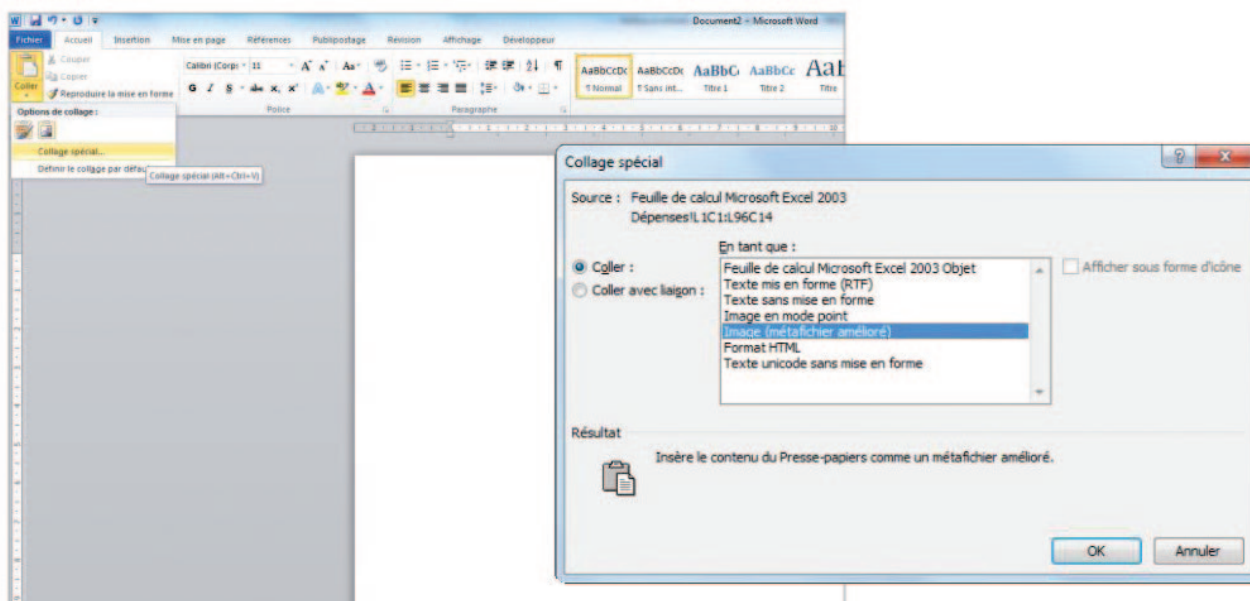 Document2 - Microsoft Word
Fichier Accueil Insertion Mise en page Références Publipostage Révision Affichage Développeur
Coller
Couper
Copier
Reproduire la mise en forme
Calibri (Corps 11
G I S abc x, x²
Police
Paragraphe
AaBbCcDc AaBbCcDc AaBbC AaBbCc AaB
¶ Normal ¶ Sans int... Titre 1 Titre 2 Titre
Options de collage :
Collage spécial...
Définir le collage par défau
Collage spécial (Alt+Ctrl+V)
Collage spécial
Source : Feuille de calcul Microsoft Excel 2003
Dépenses!L1C1:L96C14
En tant que :
Coller :
Coller avec liaison :
Feuille de calcul Microsoft Excel 2003 Objet
Texte mis en forme (RTF)
Texte sans mise en forme
Image en mode point
Image (métafichier amélioré)
Format HTML
Texte unicode sans mise en forme
Afficher sous forme d'icône
Résultat
Insère le contenu du Presse-papiers comme un métafichier amélioré.
OK Annuler